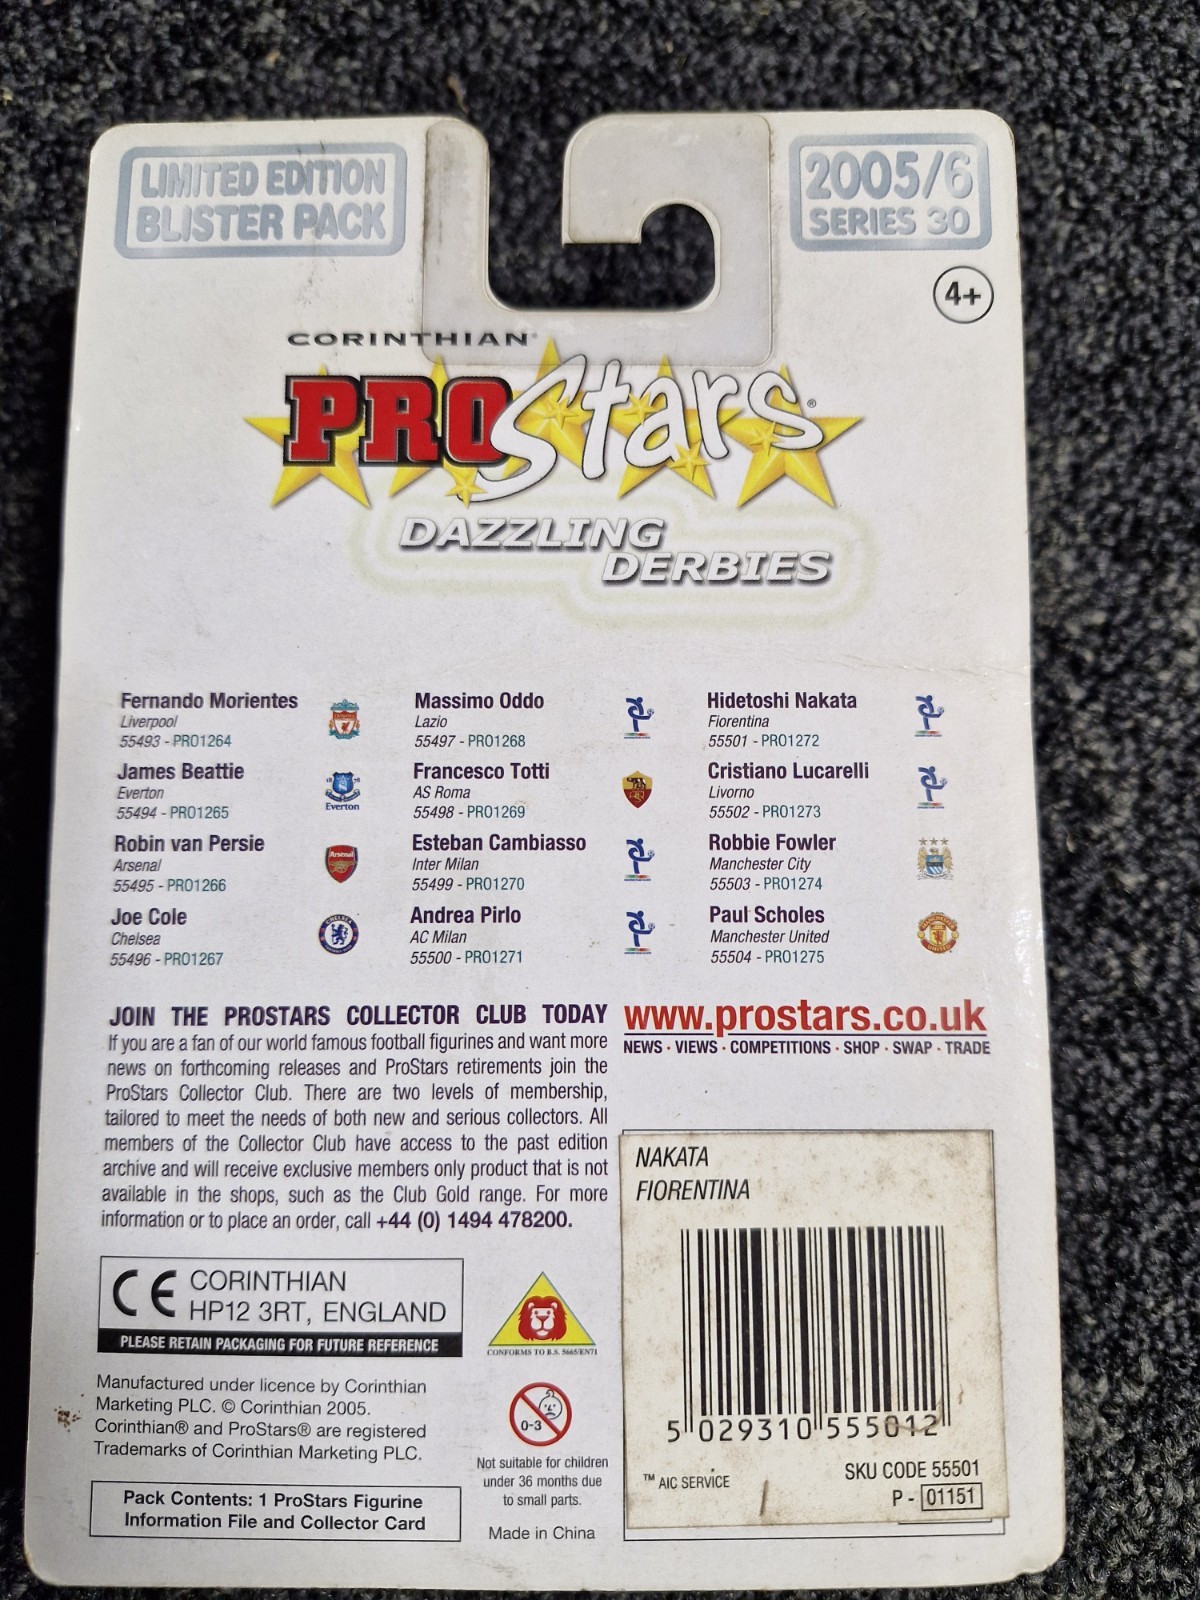 LIMITED EDITION
BLISTER PACK
2005/6
SERIES 30
4+
CORINTHIAN®
PROStars®
DAZZLING
DERBIES
Fernando Morientes
Liverpool
55493 - PRO1264
James Beattie
Everton
55494 - PRO1265
Everton
Robin van Persie
Arsenal
55495 - PRO1266
Arsenal
Joe Cole
Chelsea
55496 - PRO1267
Massimo Oddo
Lazio
55497 - PRO1268
Francesco Totti
AS Roma
55498 - PRO1269
Esteban Cambiasso
Inter Milan
55499 - PRO1270
Andrea Pirlo
AC Milan
55500 - PRO1271
Hidetoshi Nakata
Fiorentina
55501 - PRO1272
Cristiano Lucarelli
Livorno
55502 - PRO1273
Robbie Fowler
Manchester City
55503 - PRO1274
Paul Scholes
Manchester United
55504 - PRO1275
JOIN THE PROSTARS COLLECTOR CLUB TODAY
If you are a fan of our world famous football figurines and want more
news on forthcoming releases and ProStars retirements join the
ProStars Collector Club. There are two levels of membership,
tailored to meet the needs of both new and serious collectors. All
members of the Collector Club have access to the past edition
archive and will receive exclusive members only product that is not
available in the shops, such as the Club Gold range. For more
information or to place an order, call +44 (0) 1494 478200.
www.prostars.co.uk
NEWS · VIEWS · COMPETITIONS · SHOP · SWAP · TRADE
NAKATA
FIORENTINA
5 029310 555012
™ AIC SERVICE
SKU CODE 55501
P - 01151
CE CORINTHIAN
HP12 3RT, ENGLAND
PLEASE RETAIN PACKAGING FOR FUTURE REFERENCE
CONFORMS TO B.S. 5665/EN71
0-3
Not suitable for children
under 36 months due
to small parts.
Made in China
Manufactured under licence by Corinthian
Marketing PLC. © Corinthian 2005.
Corinthian® and ProStars® are registered
Trademarks of Corinthian Marketing PLC.
Pack Contents: 1 ProStars Figurine
Information File and Collector Card